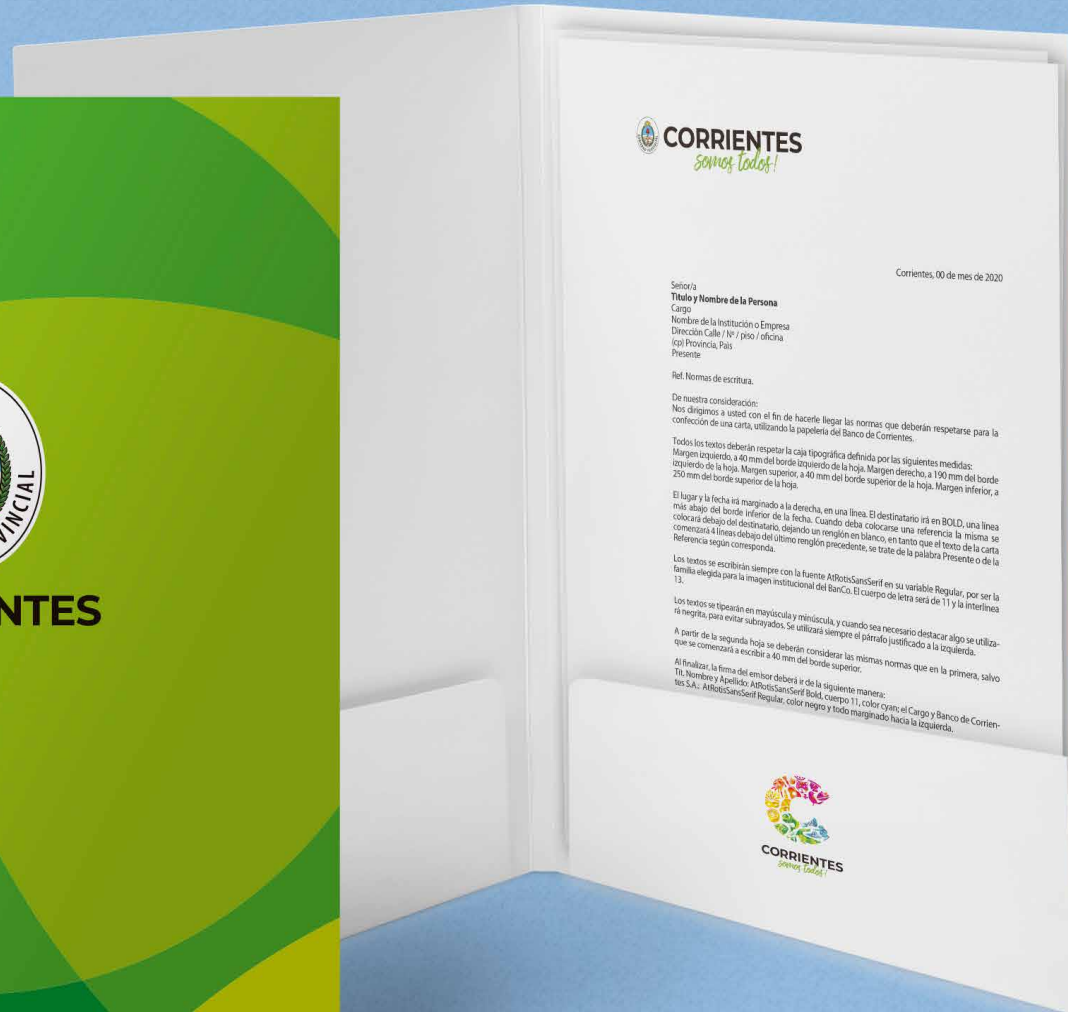 VINCIAL
NTES
CORRIENTES
somos todos!
Corrientes, 00 de mes de 2020
Señor/a
Titulo y Nombre de la Persona
Cargo
Nombre de la Institución o Empresa
Dirección Calle / Nº / piso / oficina
(cp) Provincia, País
Presente
Ref. Normas de escritura.
De nuestra consideración:
Nos dirigimos a usted con el fin de hacerle llegar las normas que deberán respetarse para la
confección de una carta, utilizando la papelería del Banco de Corrientes.
Todos los textos deberán respetar la caja tipográfica definida por las siguientes medidas:
Margen izquierdo, a 40 mm del borde izquierdo de la hoja. Margen derecho, a 190 mm del borde
izquierdo de la hoja. Margen superior, a 40 mm del borde superior de la hoja. Margen inferior, a
250 mm del borde superior de la hoja.
El lugar y la fecha irá marginado a la derecha, en una línea. El destinatario irá en BOLD, una línea
más abajo del borde inferior de la fecha. Cuando deba colocarse una referencia la misma se
colocará debajo del destinatario, dejando un renglón en blanco, en tanto que el texto de la carta
comenzará 4 líneas debajo del último renglón precedente, se trate de la palabra Presente o de la
Referencia según corresponda.
Los textos se escribirán siempre con la fuente AtRotisSansSerif en su variable Regular, por ser la
familia elegida para la imagen institucional del BanCo. El cuerpo de letra será de 11 y la interlinea
13.
Los textos se tipearán en mayúscula y minúscula, y cuando sea necesario destacar algo se utiliza-
rá negrita, para evitar subrayados. Se utilizará siempre el párrafo justificado a la izquierda.
A partir de la segunda hoja se deberán considerar las mismas normas que en la primera, salvo
que se comenzará a escribir a 40 mm del borde superior.
Al finalizar, la firma del emisor deberá ir de la siguiente manera:
Tit. Nombre y Apellido: AtRotisSansSerif Bold, cuerpo 11, color cyan; el Cargo y Banco de Corrien-
tes S.A.: AtRotisSansSerif Regular, color negro y todo marginado hacia la izquierda.
CORRIENTES
somos todos!